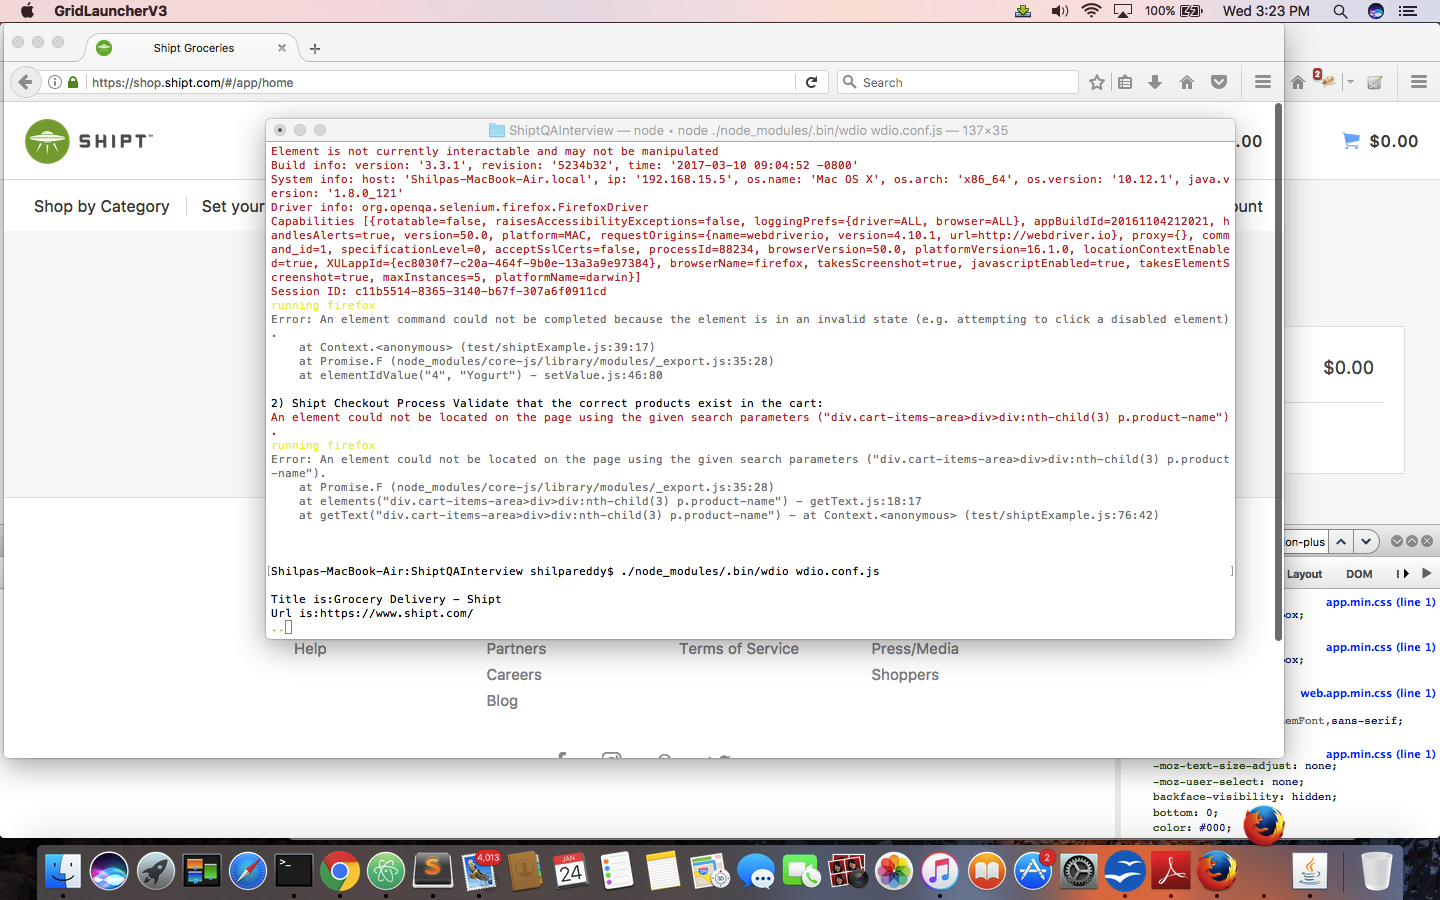 GridLauncherV3
100%
Wed 3:23 PM
Shipt Groceries
https://shop.shipt.com/#/app/home
Search
2
SHIPT
.00
$0.00
Shop by Category
Set your
ount
$0.00
ShiptQAInterview — node • node ./node_modules/.bin/wdio wdio.conf.js — 137×35
Element is not currently interactable and may not be manipulated
Build info: version: '3.3.1', revision: '5234b32', time: '2017-03-10 09:04:52 -0800'
System info: host: 'Shilpas-MacBook-Air.local', ip: '192.168.15.5', os.name: 'Mac OS X', os.arch: 'x86_64', os.version: '10.12.1', java.v
ersion: '1.8.0_121'
Driver info: org.openqa.selenium.firefox.FirefoxDriver
Capabilities [{rotatable=false, raisesAccessibilityExceptions=false, loggingPrefs={driver=ALL, browser=ALL}, appBuildId=20161104212021, h
andlesAlerts=true, version=50.0, platform=MAC, requestOrigins={name=webdriverio, version=4.10.1, url=http://webdriver.io}, proxy={}, comm
and_id=1, specificationLevel=0, acceptSslCerts=false, processId=88234, browserVersion=50.0, platformVersion=16.1.0, locationContextEnable
d=true, XULappId={ec8030f7-c20a-464f-9b0e-13a3a9e97384}, browserName=firefox, takesScreenshot=true, javascriptEnabled=true, takesElementS
creenshot=true, maxInstances=5, platformName=darwin}]
Session ID: c11b5514-8365-3140-b67f-307a6f0911cd
running firefox
Error: An element command could not be completed because the element is in an invalid state (e.g. attempting to click a disabled element)
.
at Context.<anonymous> (test/shiptExample.js:39:17)
at Promise.F (node_modules/core-js/library/modules/_export.js:35:28)
at elementIdValue("4", "Yogurt") - setValue.js:46:80
2) Shipt Checkout Process Validate that the correct products exist in the cart:
An element could not be located on the page using the given search parameters ("div.cart-items-area>div>div:nth-child(3) p.product-name")
.
running firefox
Error: An element could not be located on the page using the given search parameters ("div.cart-items-area>div>div:nth-child(3) p.product
-name").
at Promise.F (node_modules/core-js/library/modules/_export.js:35:28)
at elements("div.cart-items-area>div>div:nth-child(3) p.product-name") - getText.js:18:17
at getText("div.cart-items-area>div>div:nth-child(3) p.product-name") - at Context.<anonymous> (test/shiptExample.js:76:42)
[Shilpas-MacBook-Air:ShiptQAInterview shilpareddy$ ./node_modules/.bin/wdio wdio.conf.js ]
Title is:Grocery Delivery - Shipt
Url is:https://www.shipt.com/
..
ion-plus
Layout DOM
app.min.css (line 1)
ox;
app.min.css (line 1)
ox;
web.app.min.css (line 1)
emFont,sans-serif;
app.min.css (line 1)
-moz-text-size-adjust: none;
-moz-user-select: none;
backface-visibility: hidden;
bottom: 0;
color: #000;
Help
Partners
Terms of Service
Press/Media
Careers
Shoppers
Blog
4,013
JAN
24
2